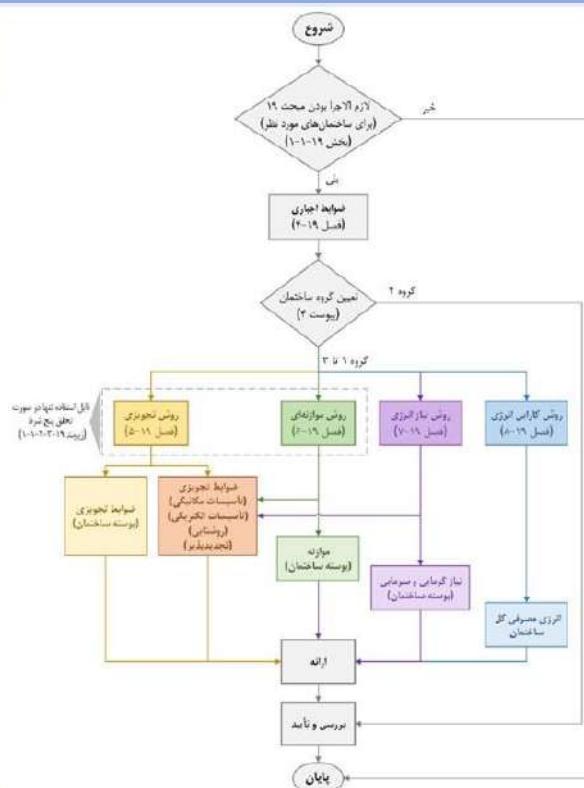 شروع
لازم الاجرا بودن مبحث ۱۹
(برای ساختمان‌های مورد نظر)
(بخش ۱۹-۱-۱)
خیر
بلی
ضوابط اجباری
(فصل ۱۹-۴)
تعیین گروه ساختمان
(پیوست ۴)
گروه ۴
گروه ۱ تا ۳
قابل استفاده تنها در صورت
تحقق پنج شرط
روش تجویزی
(فصل ۱۹-۵)
روش موازنه‌ای
(فصل ۱۹-۶)
روش نیاز انرژی
(فصل ۱۹-۷)
روش کارایی انرژی
(فصل ۱۹-۸)
ضوابط تجویزی
(پوسته ساختمان)
ضوابط تجویزی
(تأسیسات مکانیکی)
(تأسیسات الکتریکی)
(روشنایی)
(تجدیدپذیر)
موازنه
(پوسته ساختمان)
نیاز گرمایی و سرمایی
(پوسته ساختمان)
انرژی مصرفی کل
ساختمان
ارائه
بررسی و تأیید
پایان